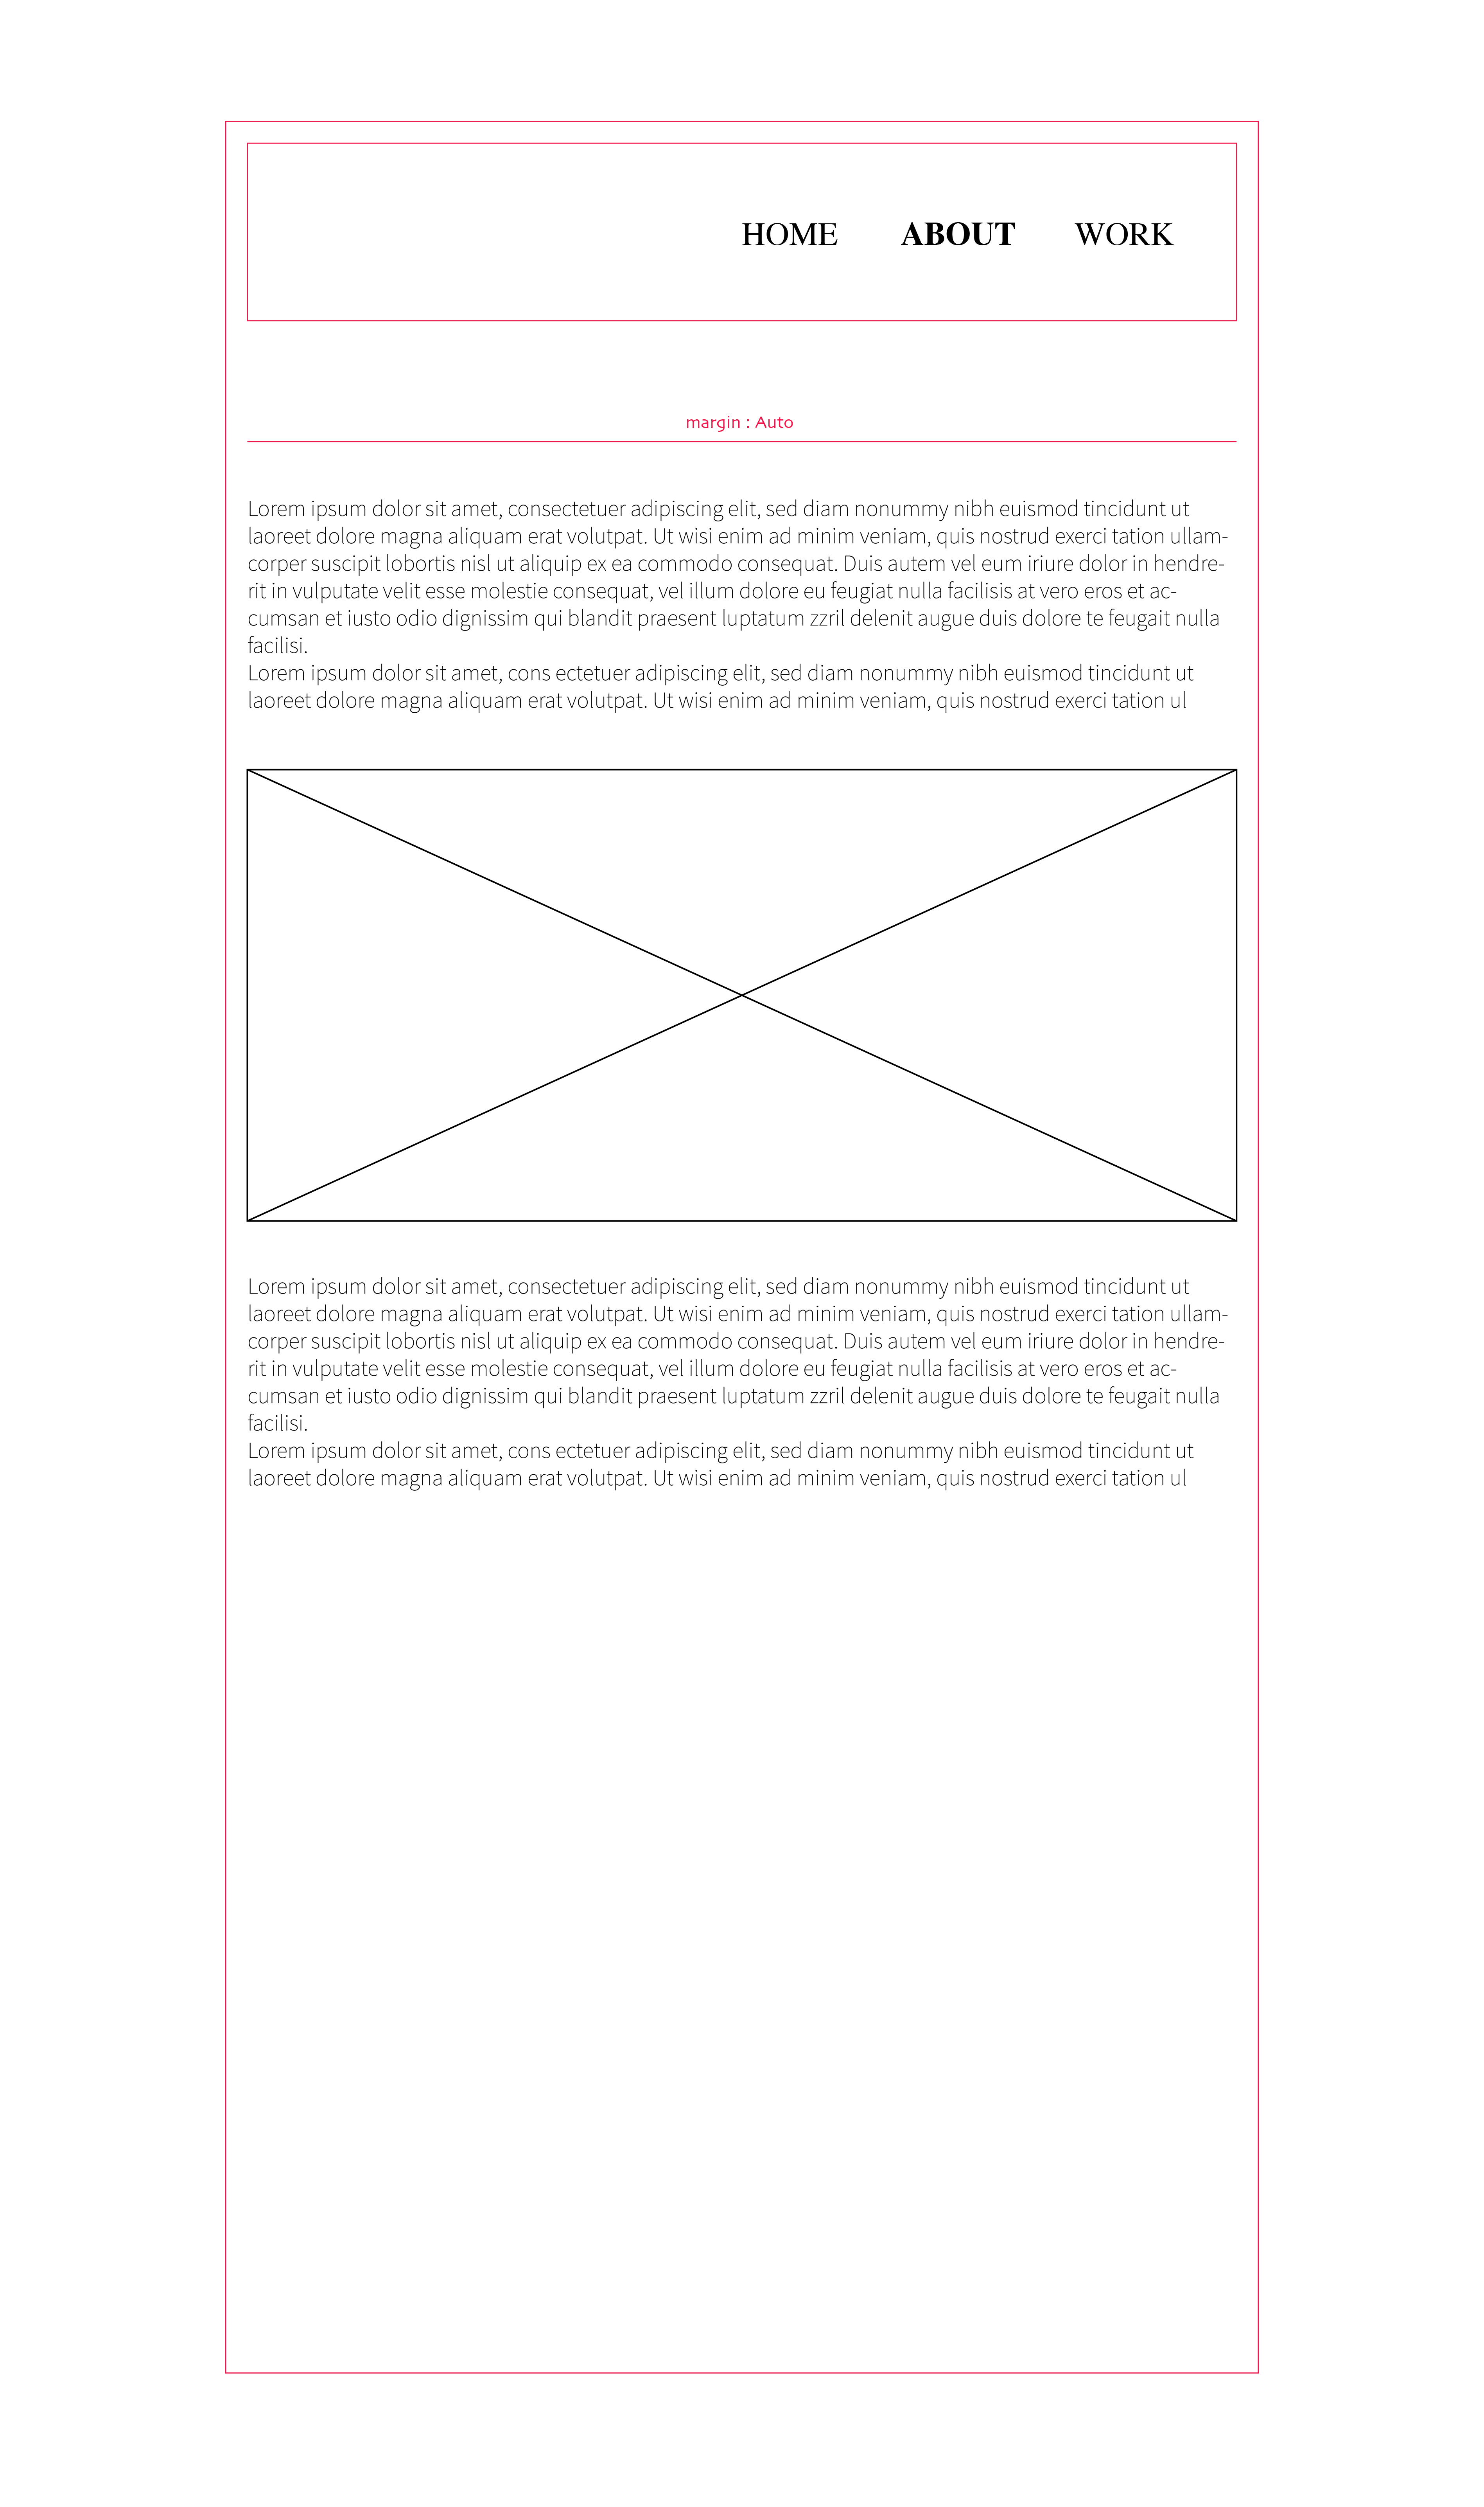 HOME ABOUT WORK
margin : Auto
Lorem ipsum dolor sit amet, consectetuer adipiscing elit, sed diam nonummy nibh euismod tincidunt ut
laoreet dolore magna aliquam erat volutpat. Ut wisi enim ad minim veniam, quis nostrud exerci tation ullam-
corper suscipit lobortis nisl ut aliquip ex ea commodo consequat. Duis autem vel eum iriure dolor in hendre-
rit in vulputate velit esse molestie consequat, vel illum dolore eu feugiat nulla facilisis at vero eros et ac-
cumsan et iusto odio dignissim qui blandit praesent luptatum zzril delenit augue duis dolore te feugait nulla
facilisi.
Lorem ipsum dolor sit amet, cons ectetuer adipiscing elit, sed diam nonummy nibh euismod tincidunt ut
laoreet dolore magna aliquam erat volutpat. Ut wisi enim ad minim veniam, quis nostrud exerci tation ul
Lorem ipsum dolor sit amet, consectetuer adipiscing elit, sed diam nonummy nibh euismod tincidunt ut
laoreet dolore magna aliquam erat volutpat. Ut wisi enim ad minim veniam, quis nostrud exerci tation ullam-
corper suscipit lobortis nisl ut aliquip ex ea commodo consequat. Duis autem vel eum iriure dolor in hendre-
rit in vulputate velit esse molestie consequat, vel illum dolore eu feugiat nulla facilisis at vero eros et ac-
cumsan et iusto odio dignissim qui blandit praesent luptatum zzril delenit augue duis dolore te feugait nulla
facilisi.
Lorem ipsum dolor sit amet, cons ectetuer adipiscing elit, sed diam nonummy nibh euismod tincidunt ut
laoreet dolore magna aliquam erat volutpat. Ut wisi enim ad minim veniam, quis nostrud exerci tation ul